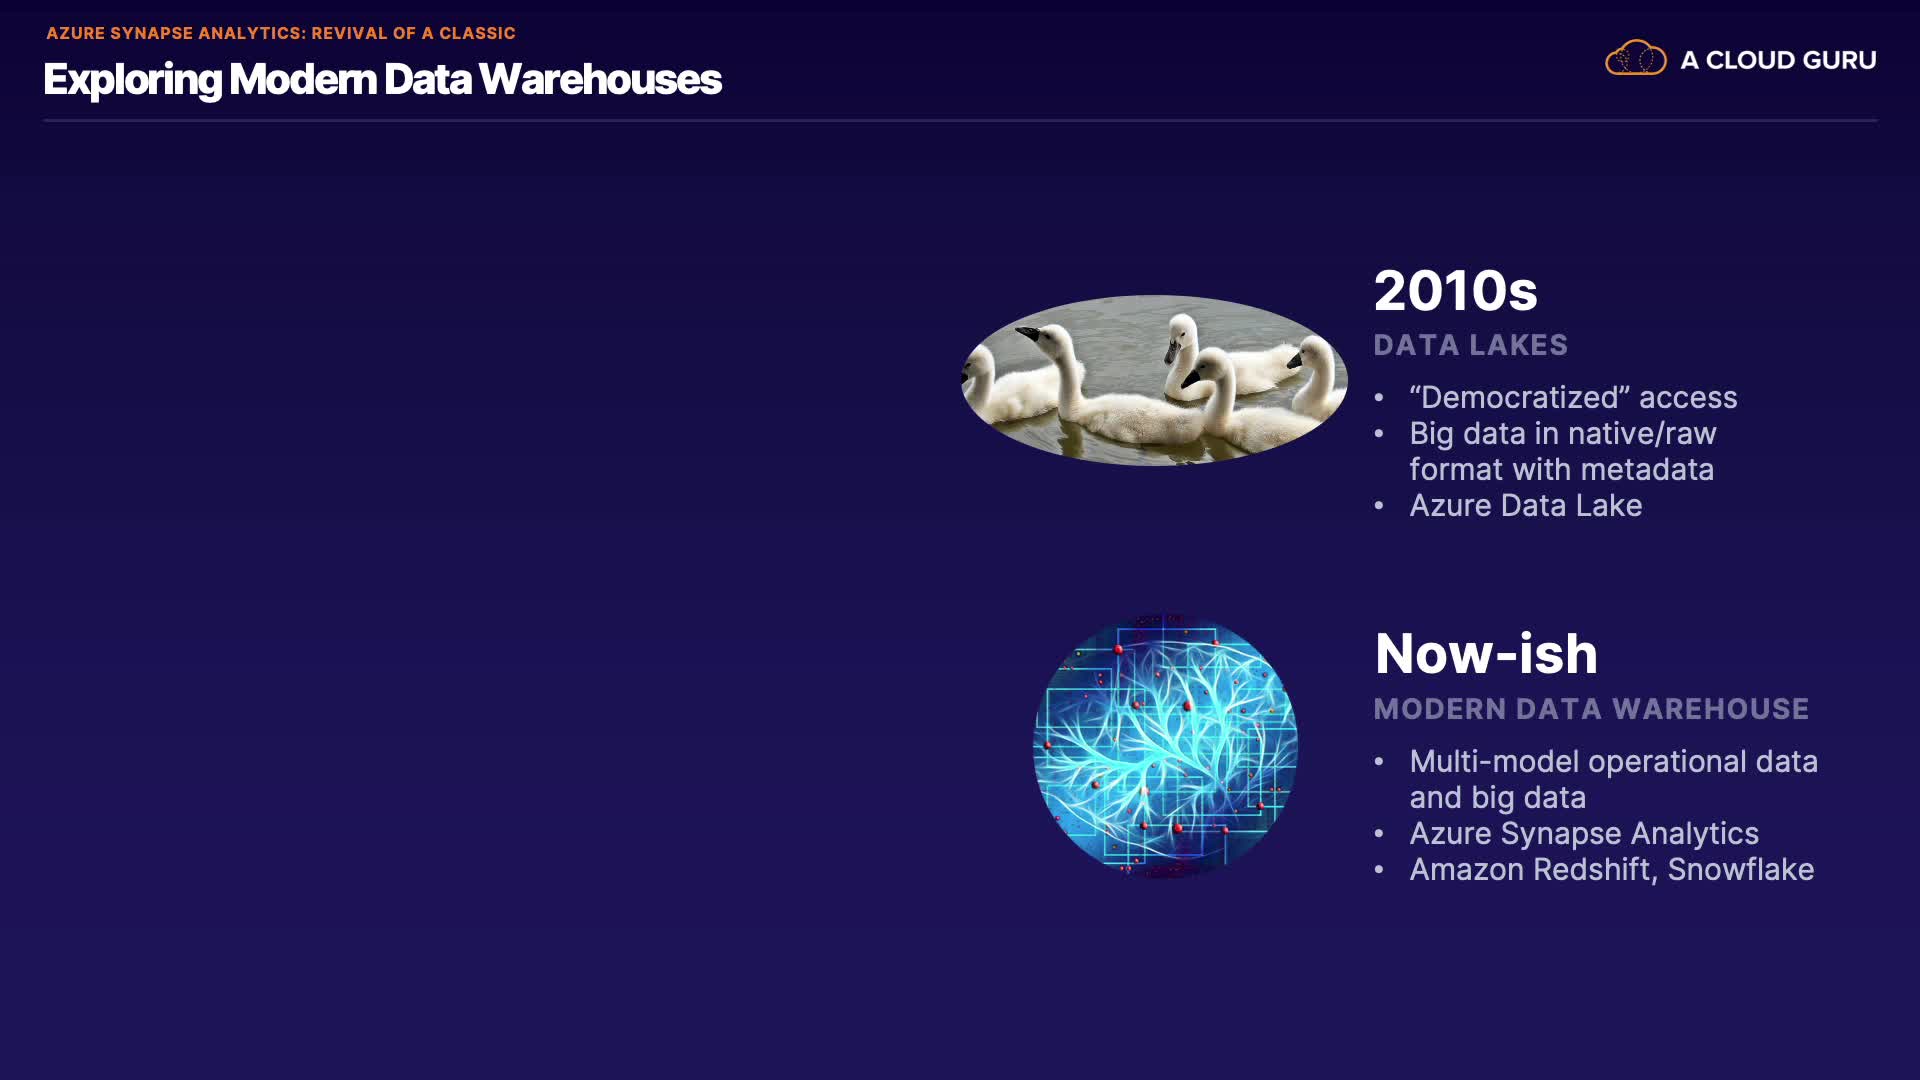 AZURE SYNAPSE ANALYTICS: REVIVAL OF A CLASSIC
Exploring Modern Data Warehouses
A CLOUD GURU
2010s
DATA LAKES
• “Democratized” access
• Big data in native/raw
format with metadata
• Azure Data Lake
Now-ish
MODERN DATA WAREHOUSE
• Multi-model operational data
and big data
• Azure Synapse Analytics
• Amazon Redshift, Snowflake